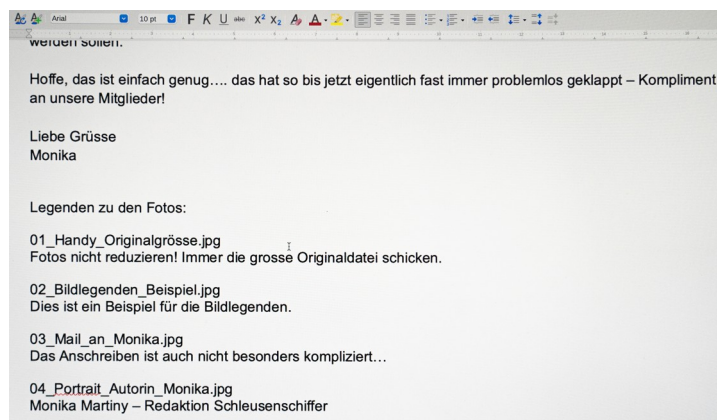 Arial 10 pt F K U abc X² X₂ A A
werden sollen.
Hoffe, das ist einfach genug…. das hat so bis jetzt eigentlich fast immer problemlos geklappt – Kompliment
an unsere Mitglieder!
Liebe Grüsse
Monika
Legenden zu den Fotos:
01_Handy_Originalgrösse.jpg
Fotos nicht reduzieren! Immer die grosse Originaldatei schicken.
02_Bildlegenden_Beispiel.jpg
Dies ist ein Beispiel für die Bildlegenden.
03_Mail_an_Monika.jpg
Das Anschreiben ist auch nicht besonders kompliziert…
04_Portrait_Autorin_Monika.jpg
Monika Martiny – Redaktion Schleusenschiffer